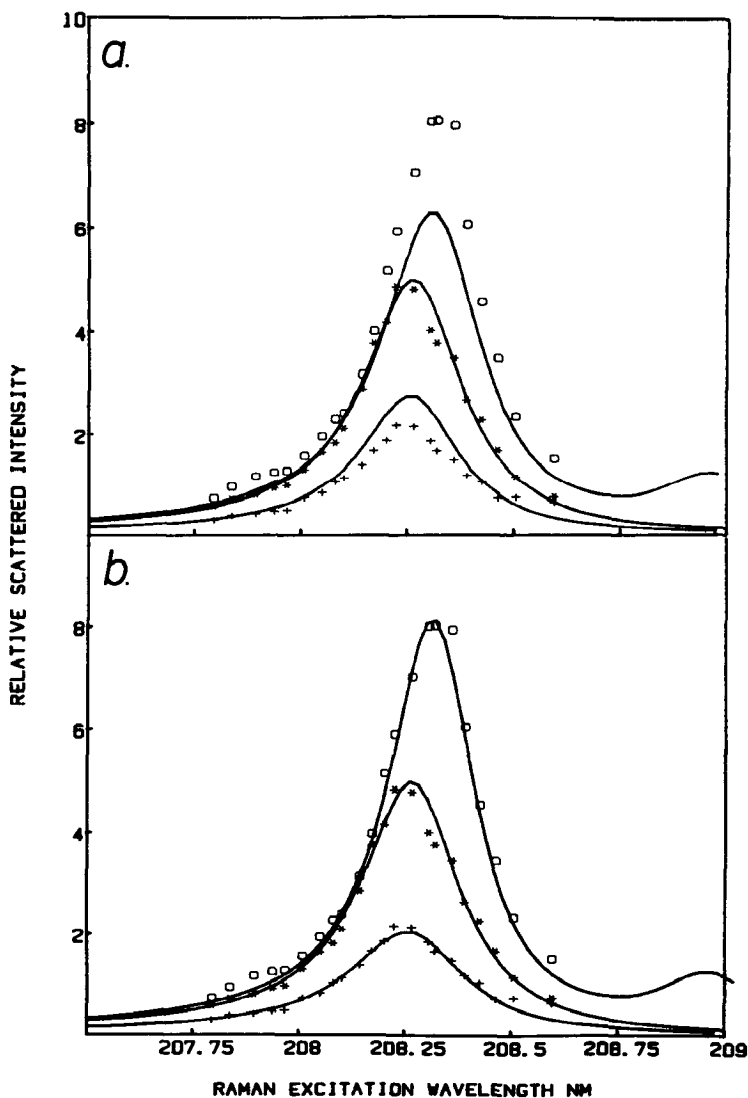 10
a.
8
6
4
2
RELATIVE SCATTERED INTENSITY
b.
8
6
4
2
207.75 208 208.25 208.5 208.75 209
RAMAN EXCITATION WAVELENGTH NM